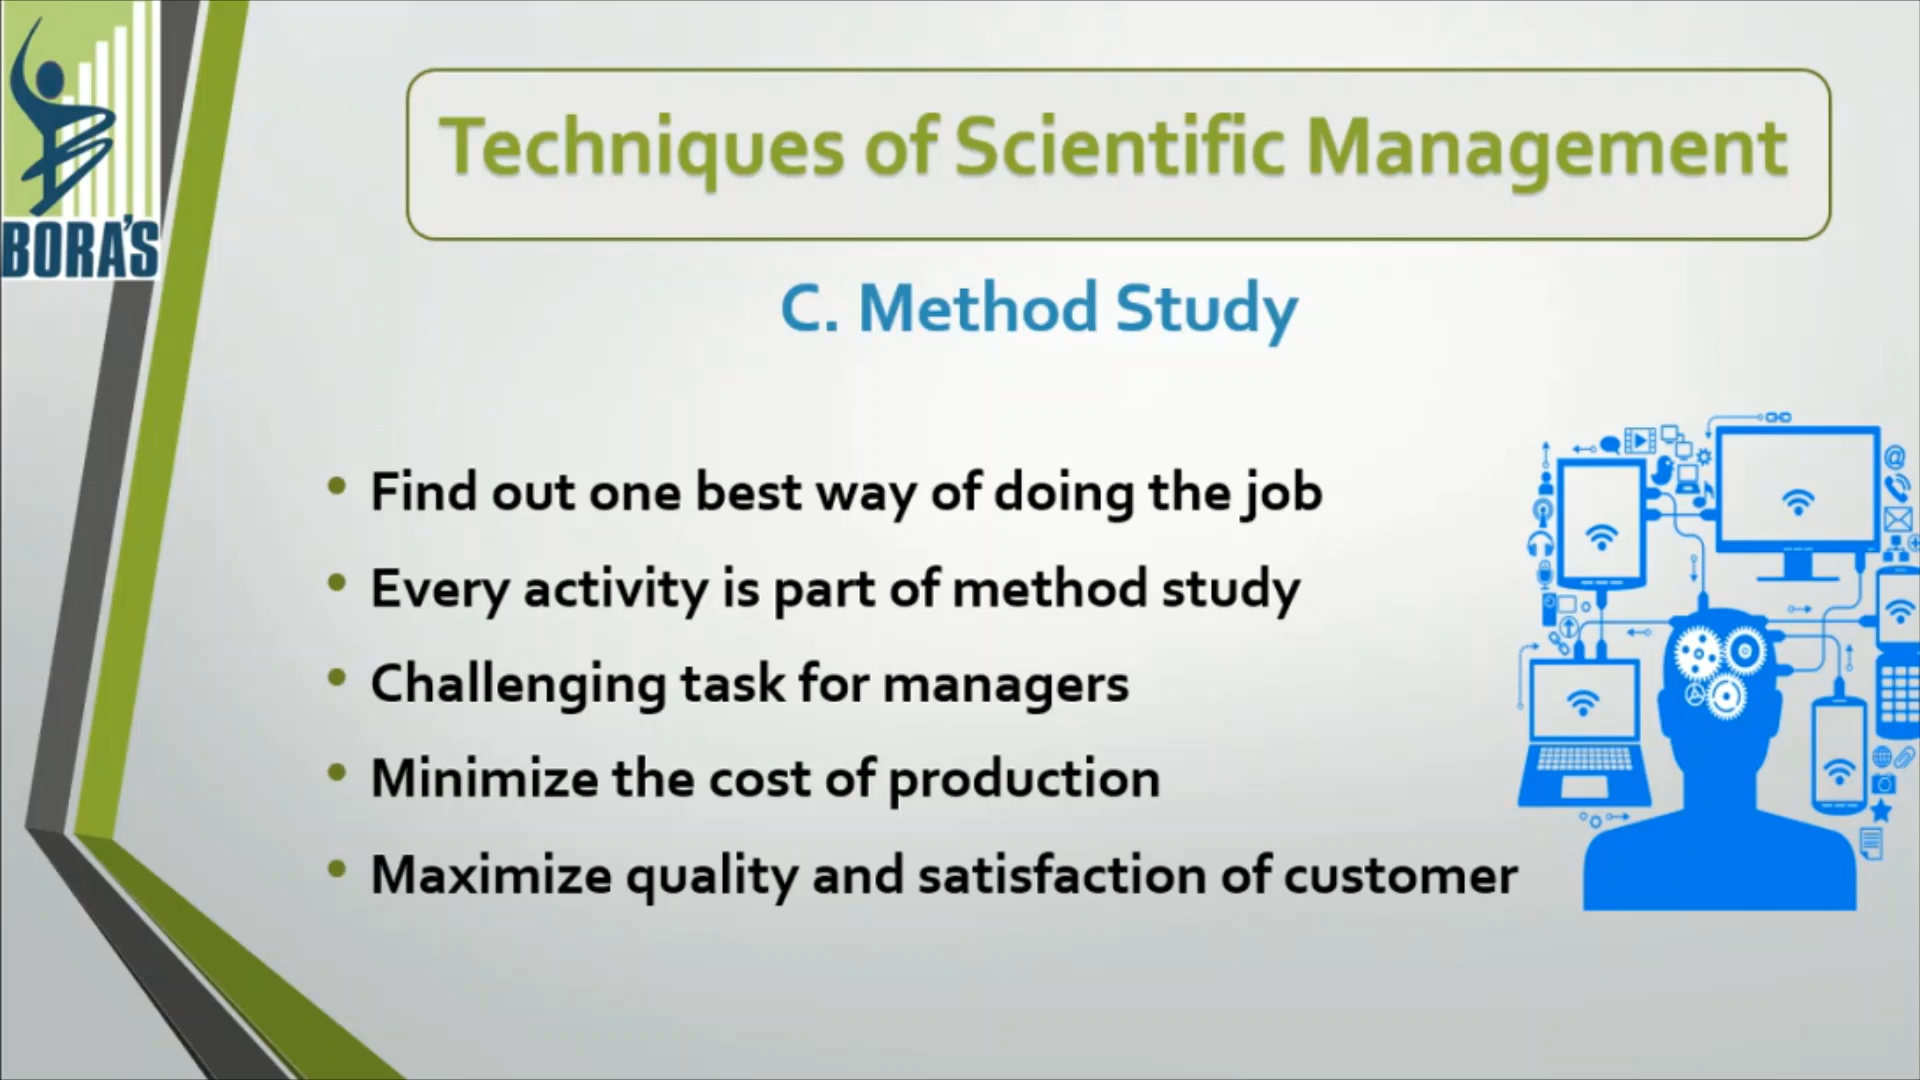 BORA'S
Techniques of Scientific Management
C. Method Study
• Find out one best way of doing the job
• Every activity is part of method study
• Challenging task for managers
• Minimize the cost of production
• Maximize quality and satisfaction of customer